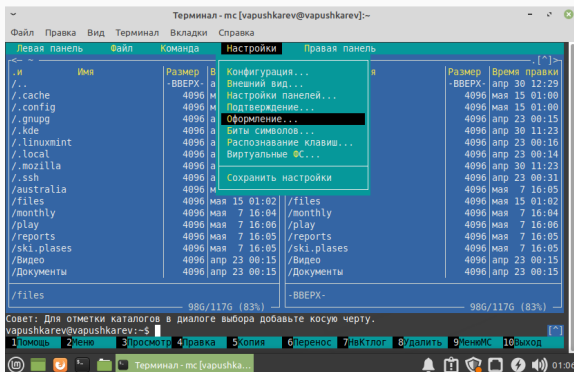 Терминал - mc [vapushkarev@vapushkarev]:~
Файл Правка Вид Терминал Вкладки Справка
Левая панель Файл Команда Настройки Правая панель
<— ~ .[^]>
.и Имя Размер В я Размер Время правки
/.. -ВВЕРХ- а -ВВЕРХ- апр 30 12:29
/.cache 4096 м 4096 мая 15 01:00
/.config 4096 м 4096 мая 15 01:00
/.gnupg 4096 а 4096 апр 23 00:15
/.kde 4096 а 4096 апр 30 11:23
/.linuxmint 4096 а 4096 апр 23 00:16
/.local 4096 а 4096 апр 23 00:14
/.mozilla 4096 а 4096 апр 30 11:23
/.ssh 4096 а 4096 апр 23 00:31
/australia 4096 м 4096 мая 7 16:05
Конфигурация...
Внешний вид...
Настройки панелей...
Подтверждение...
Оформление...
Биты символов...
Распознавание клавиш...
Виртуальные ФС...
Сохранить настройки
/files 4096 мая 15 01:02 /files 4096 мая 15 01:02
/monthly 4096 мая 7 16:04 /monthly 4096 мая 7 16:04
/play 4096 мая 7 16:06 /play 4096 мая 7 16:06
/reports 4096 мая 7 16:05 /reports 4096 мая 7 16:05
/ski.plases 4096 мая 7 16:05 /ski.plases 4096 мая 7 16:05
/Видео 4096 апр 23 00:15 /Видео 4096 апр 23 00:15
/Документы 4096 апр 23 00:15 /Документы 4096 апр 23 00:15
/files -ВВЕРХ-
98G/117G (83%) 98G/117G (83%)
Совет: Для отметки каталогов в диалоге выбора добавьте косую черту.
vapushkarev@vapushkarev:~$ [^]
1Помощь 2Меню 3Просмотр 4Правка 5Копия 6Перенос 7НвКтлог 8Удалить 9МенюMC 10Выход
Терминал - mc [vapushka... 01:06